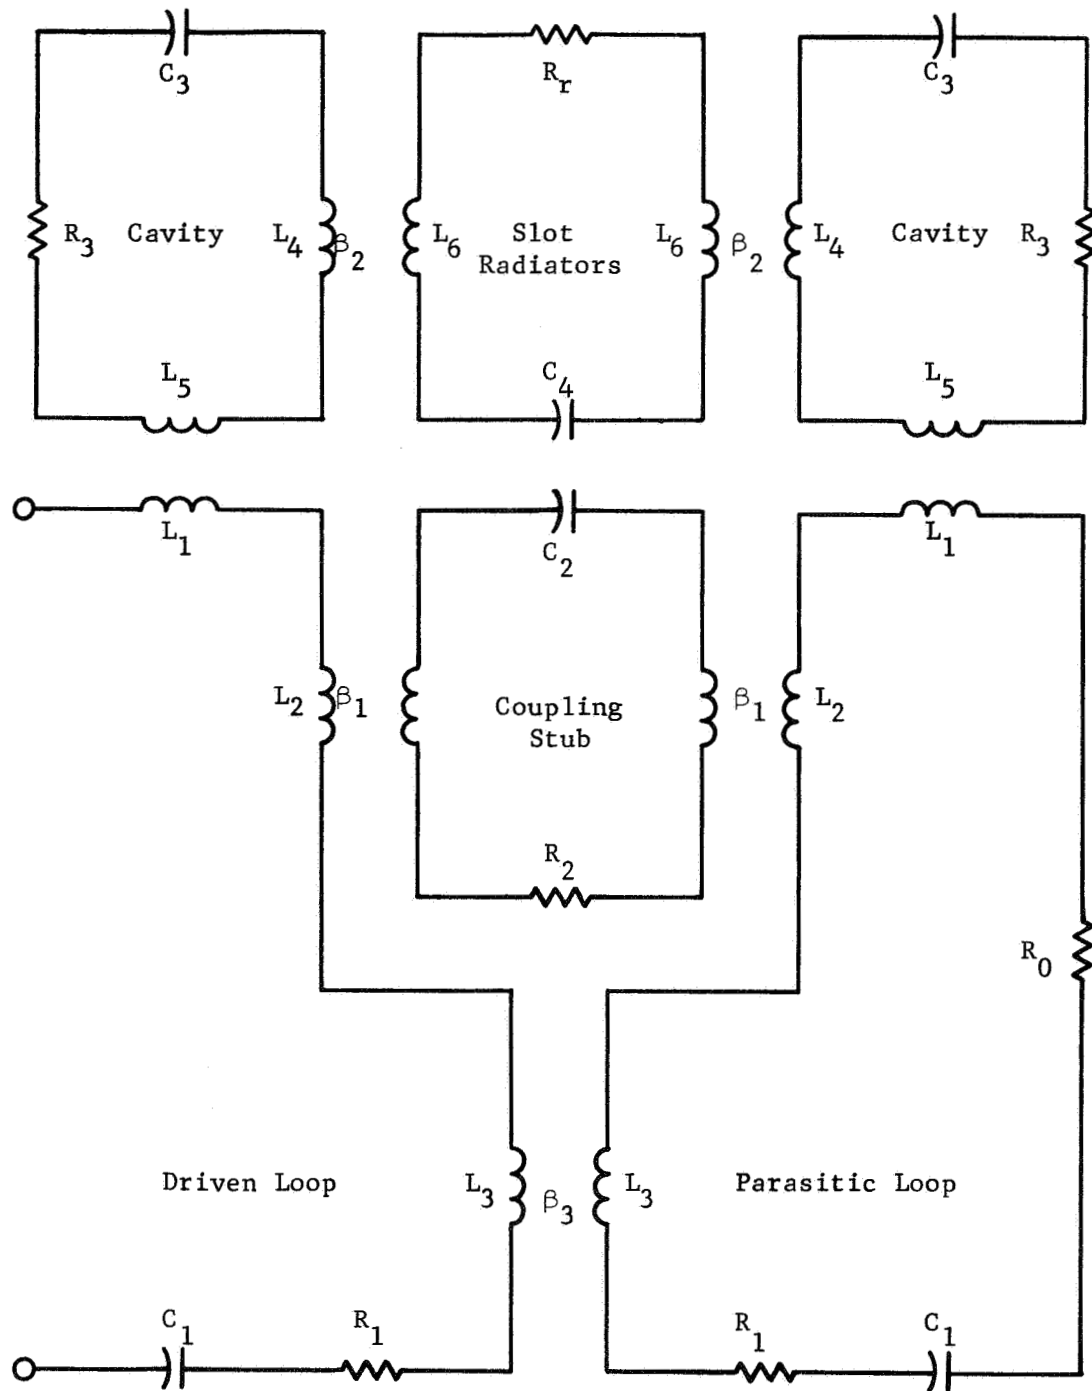 C3
Rr
C3
R3 Cavity L4 β2 L6 Slot Radiators L6 β2 L4 Cavity R3
L5
C4
L5
L1
C2
L1
L2 β1 Coupling Stub β1 L2
R2
R0
Driven Loop L3 β3 L3 Parasitic Loop
C1
R1
R1
C1